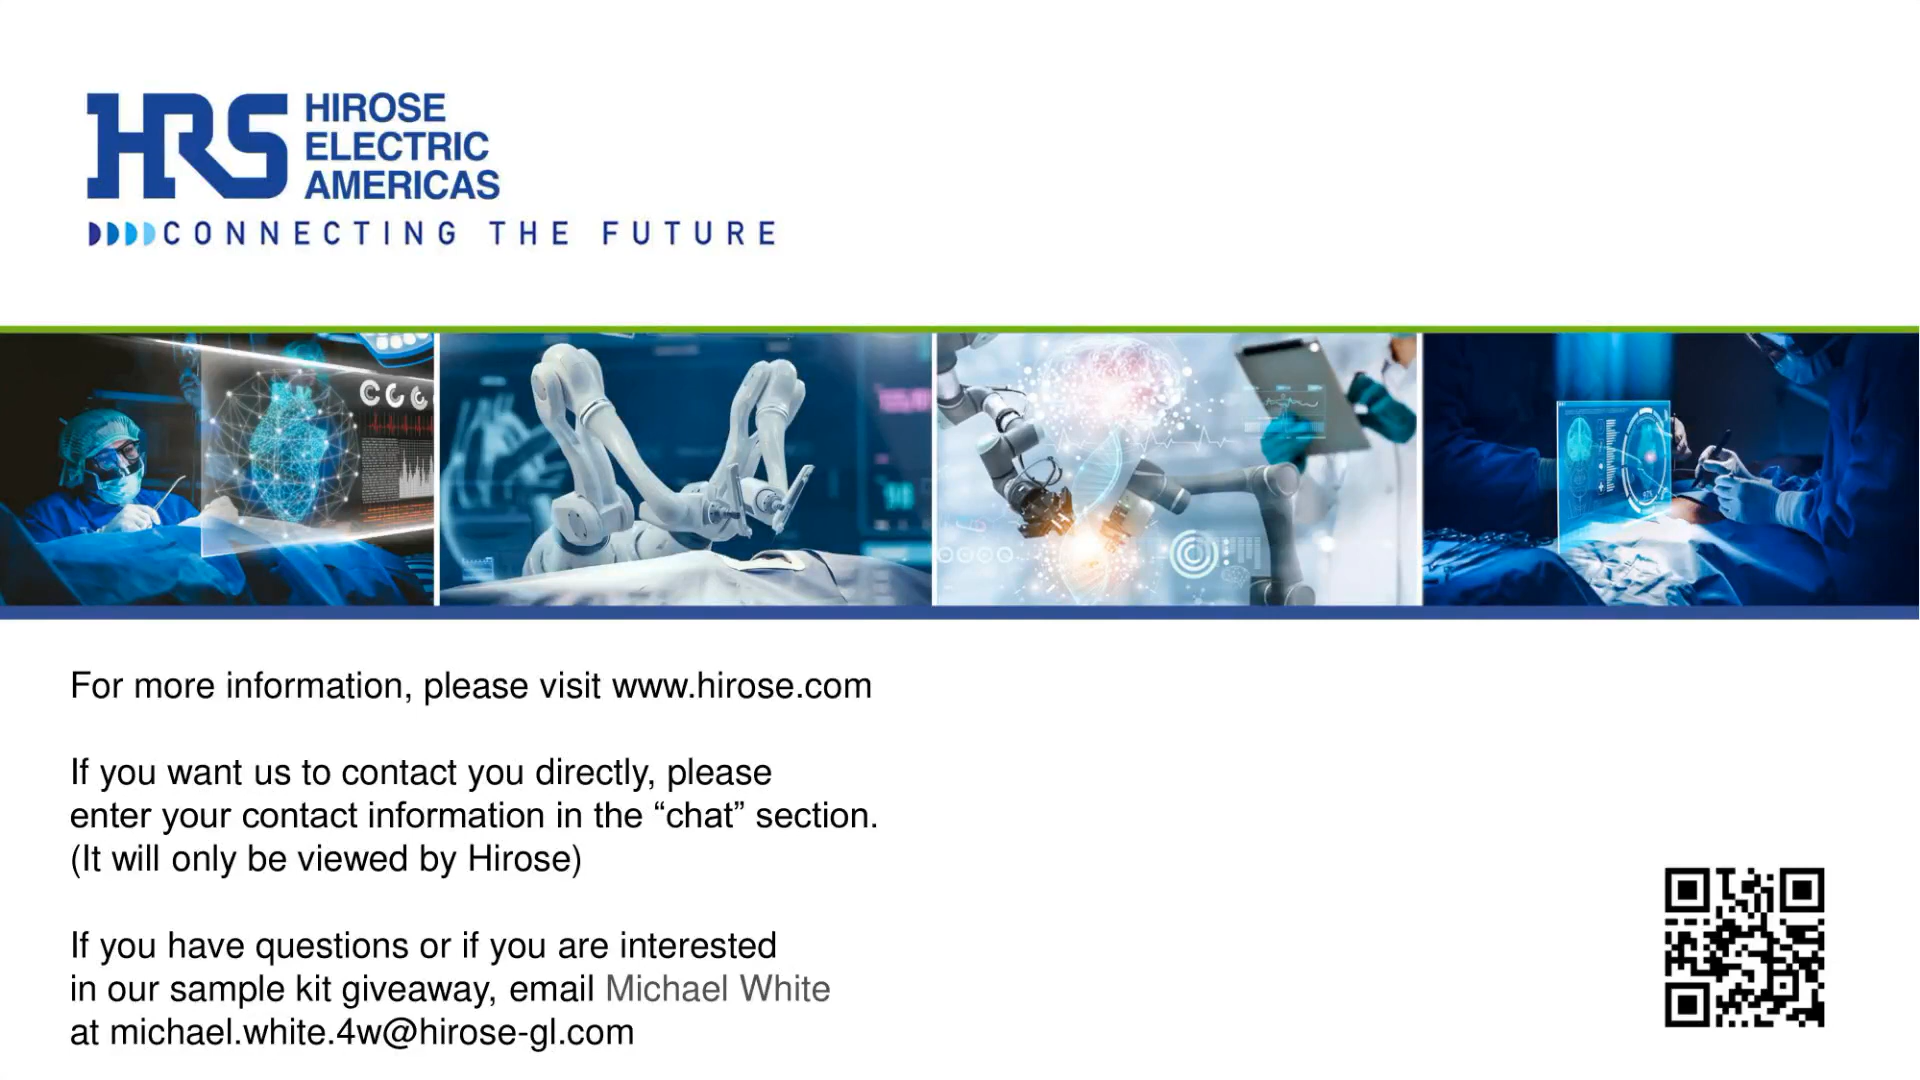 HRS HIROSE
ELECTRIC
AMERICAS
CONNECTING THE FUTURE
For more information, please visit www.hirose.com
If you want us to contact you directly, please
enter your contact information in the “chat” section.
(It will only be viewed by Hirose)
If you have questions or if you are interested
in our sample kit giveaway, email Michael White
at michael.white.4w@hirose-gl.com